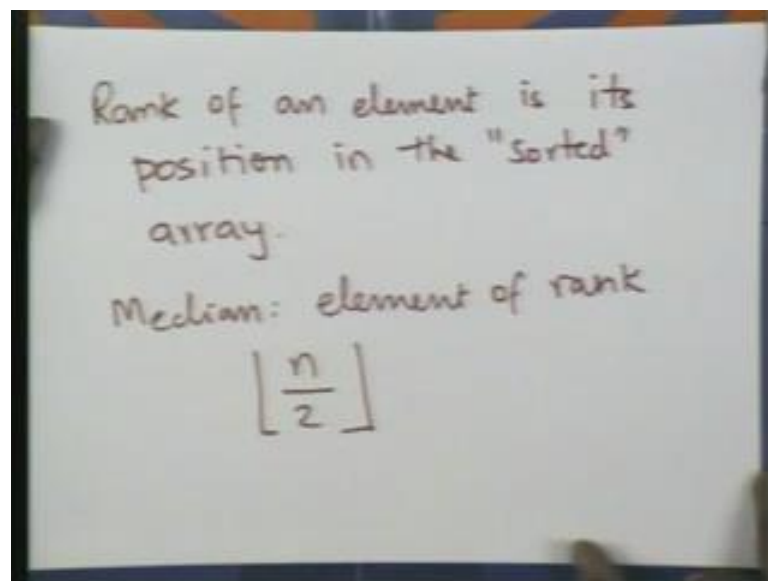 Rank of an element is its
position in the "sorted"
array.
Median: element of rank
⌊n/2⌋